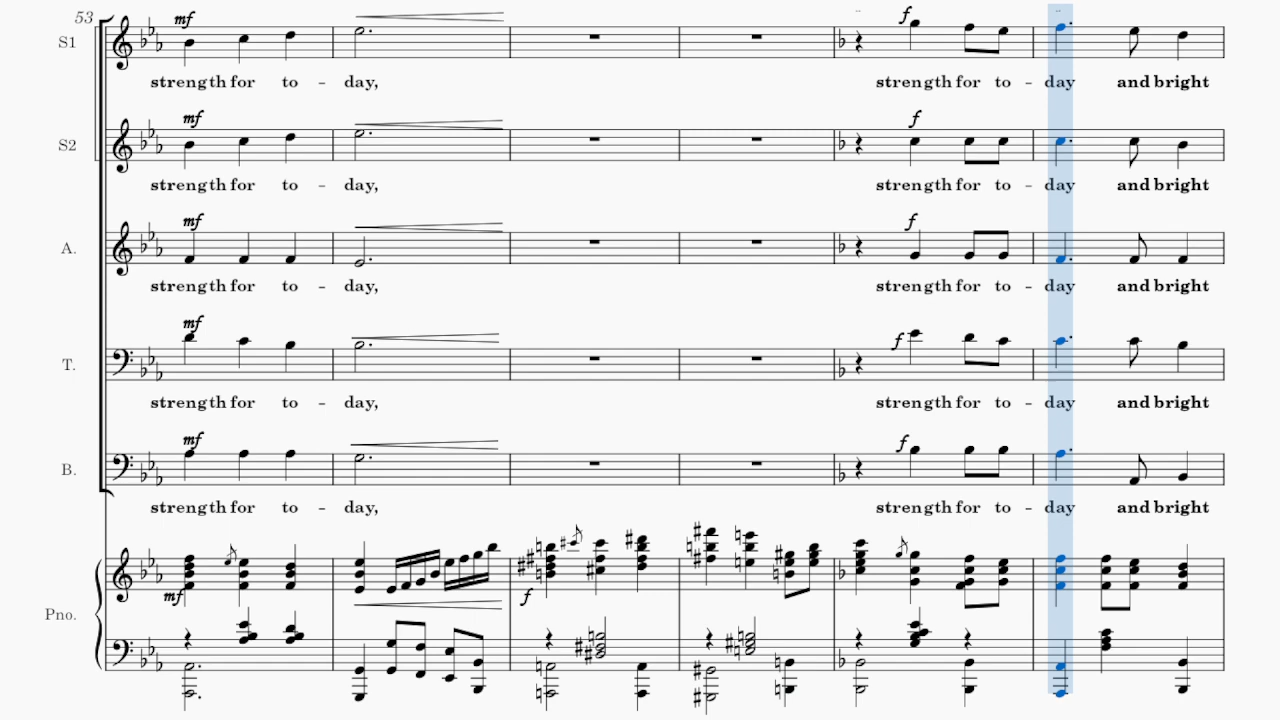 53
mf
S1
f
strength for to - day,
strength for to - day and bright
mf
S2
f
strength for to - day,
strength for to - day and bright
mf
A.
f
strength for to - day,
strength for to - day and bright
mf
T.
f
strength for to - day,
strength for to - day and bright
mf
B.
f
strength for to - day,
strength for to - day and bright
mf
f
Pno.